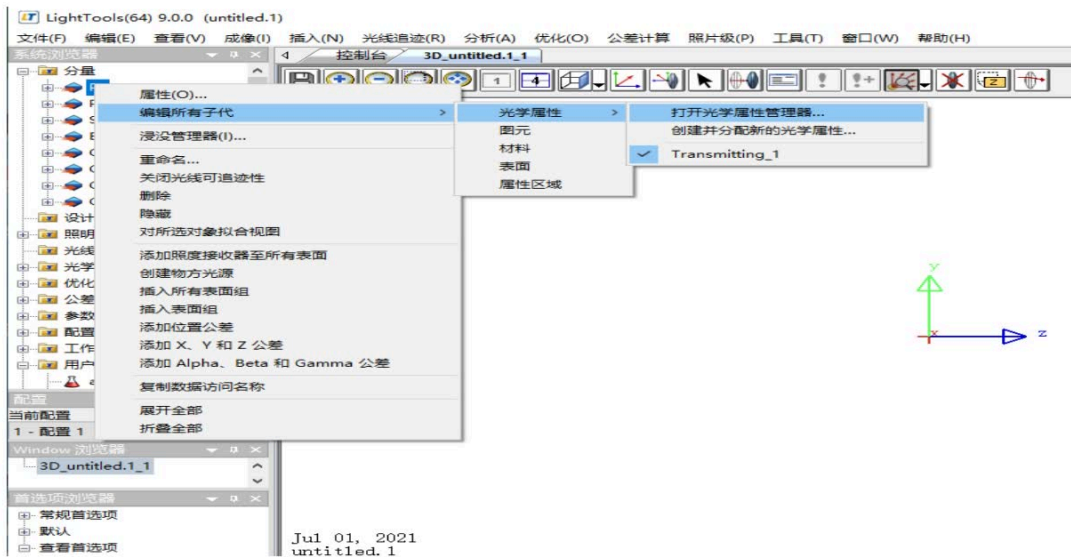 LightTools(64) 9.0.0 (untitled.1)
文件(F) 编辑(E) 查看(V) 成像(I) 插入(N) 光线追迹(R) 分析(A) 优化(O) 公差计算 照片级(P) 工具(T) 窗口(W) 帮助(H)
系统浏览器
控制台 3D_untitled.1_1
分量
属性(O)...
编辑所有子代
浸没管理器(I)...
重命名...
关闭光线可追迹性
删除
隐藏
对所选对象拟合视图
添加照度接收器至所有表面
创建物方光源
插入所有表面组
插入表面组
添加位置公差
添加 X、Y 和 Z 公差
添加 Alpha、Beta 和 Gamma 公差
复制数据访问名称
展开全部
折叠全部
光学属性
图元
材料
表面
属性区域
打开光学属性管理器...
创建并分配新的光学属性...
Transmitting_1
设计
照明
光线
光学
优化
公差
参数
配置
工作
用户
配置
当前配置
1 - 配置 1
Window 浏览器
3D_untitled.1_1
首选项浏览器
常规首选项
默认
查看首选项
y
x
z
Jul 01, 2021
untitled.1